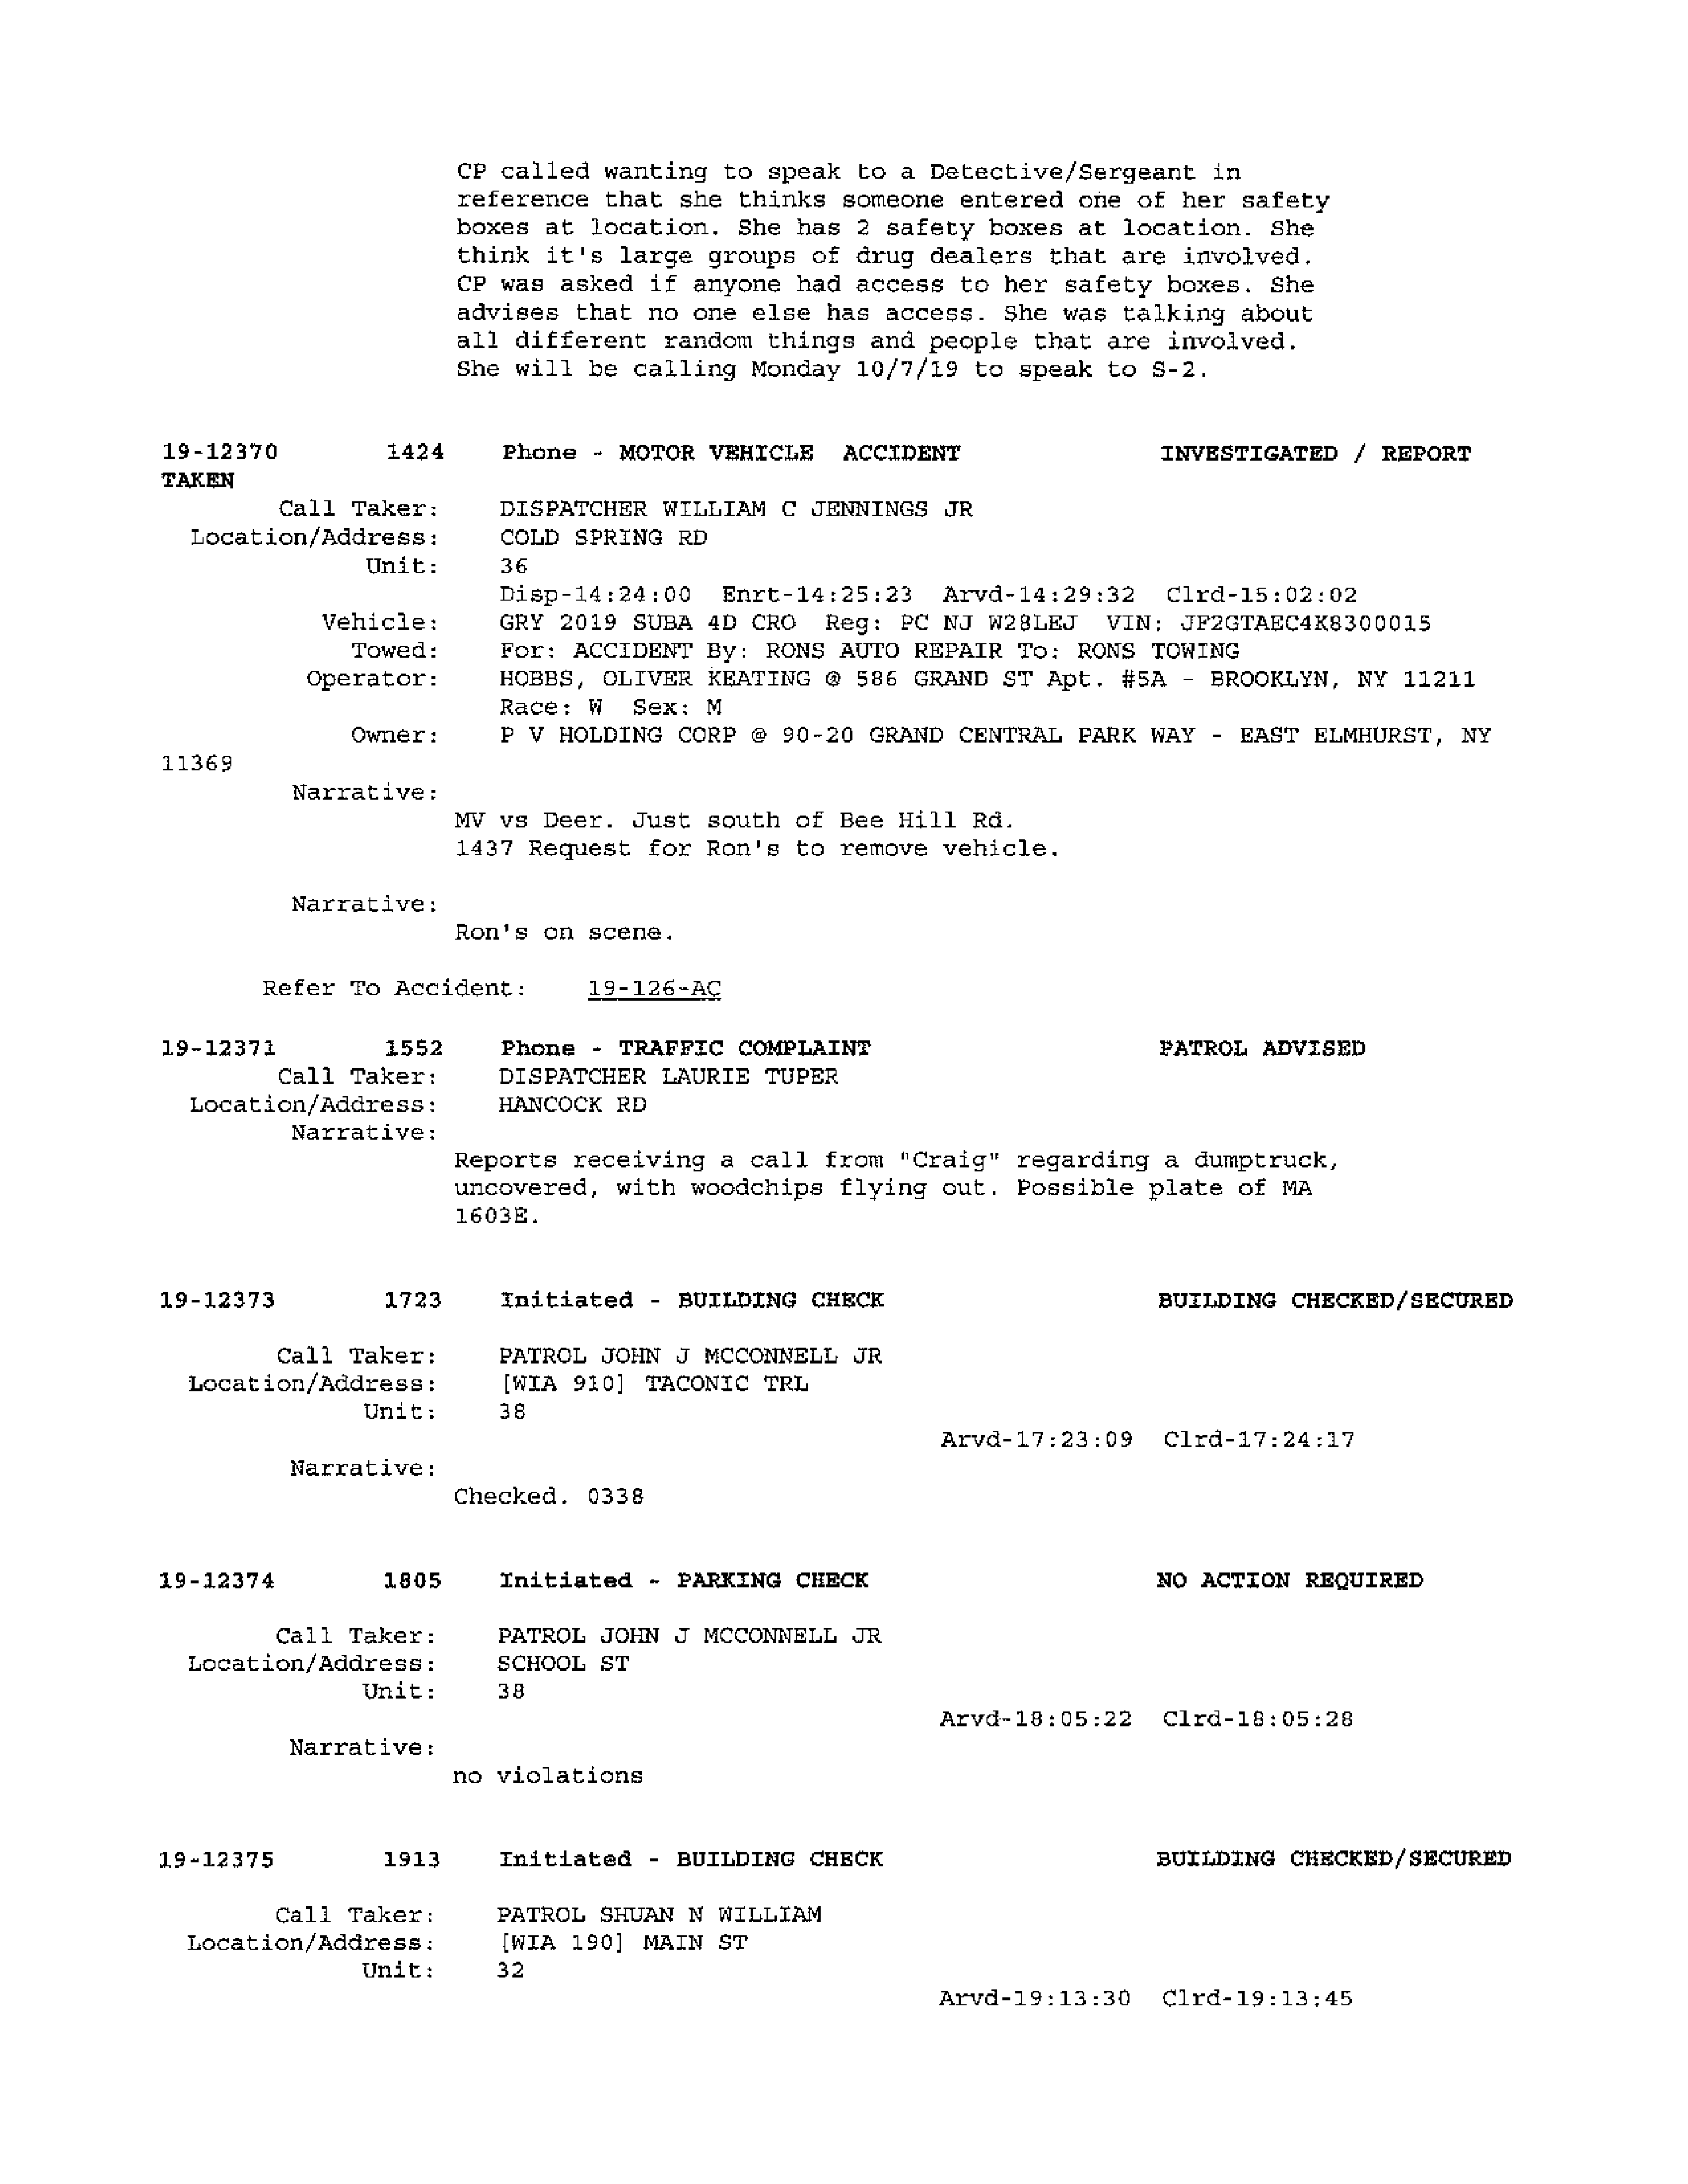 CP called wanting to speak to a Detective/Sergeant in
reference that she thinks someone entered one of her safety
boxes at location. She has 2 safety boxes at location. She
think it's large groups of drug dealers that are involved.
CP was asked if anyone had access to her safety boxes. She
advises that no one else has access. She was talking about
all different random things and people that are involved.
She will be calling Monday 10/7/19 to speak to S-2.
19-12370 1424 Phone - MOTOR VEHICLE ACCIDENT INVESTIGATED / REPORT
TAKEN
Call Taker: DISPATCHER WILLIAM C JENNINGS JR
Location/Address: COLD SPRING RD
Unit: 36
Disp-14:24:00 Enrt-14:25:23 Arvd-14:29:32 Clrd-15:02:02
Vehicle: GRY 2019 SUBA 4D CRO Reg: PC NJ W28LEJ VIN: JF2GTAEC4K8300015
Towed: For: ACCIDENT By: RONS AUTO REPAIR To: RONS TOWING
Operator: HOBBS, OLIVER KEATING @ 586 GRAND ST Apt. #5A - BROOKLYN, NY 11211
Race: W Sex: M
Owner: P V HOLDING CORP @ 90-20 GRAND CENTRAL PARK WAY - EAST ELMHURST, NY
11369
Narrative:
MV vs Deer. Just south of Bee Hill Rd.
1437 Request for Ron's to remove vehicle.
Narrative:
Ron's on scene.
Refer To Accident: 19-126-AC
19-12371 1552 Phone - TRAFFIC COMPLAINT PATROL ADVISED
Call Taker: DISPATCHER LAURIE TUPER
Location/Address: HANCOCK RD
Narrative:
Reports receiving a call from "Craig" regarding a dumptruck,
uncovered, with woodchips flying out. Possible plate of MA
1603E.
19-12373 1723 Initiated - BUILDING CHECK BUILDING CHECKED/SECURED
Call Taker: PATROL JOHN J MCCONNELL JR
Location/Address: [WIA 910] TACONIC TRL
Unit: 38
Arvd-17:23:09 Clrd-17:24:17
Narrative:
Checked. 0338
19-12374 1805 Initiated - PARKING CHECK NO ACTION REQUIRED
Call Taker: PATROL JOHN J MCCONNELL JR
Location/Address: SCHOOL ST
Unit: 38
Arvd-18:05:22 Clrd-18:05:28
Narrative:
no violations
19-12375 1913 Initiated - BUILDING CHECK BUILDING CHECKED/SECURED
Call Taker: PATROL SHUAN N WILLIAM
Location/Address: [WIA 190] MAIN ST
Unit: 32
Arvd-19:13:30 Clrd-19:13:45